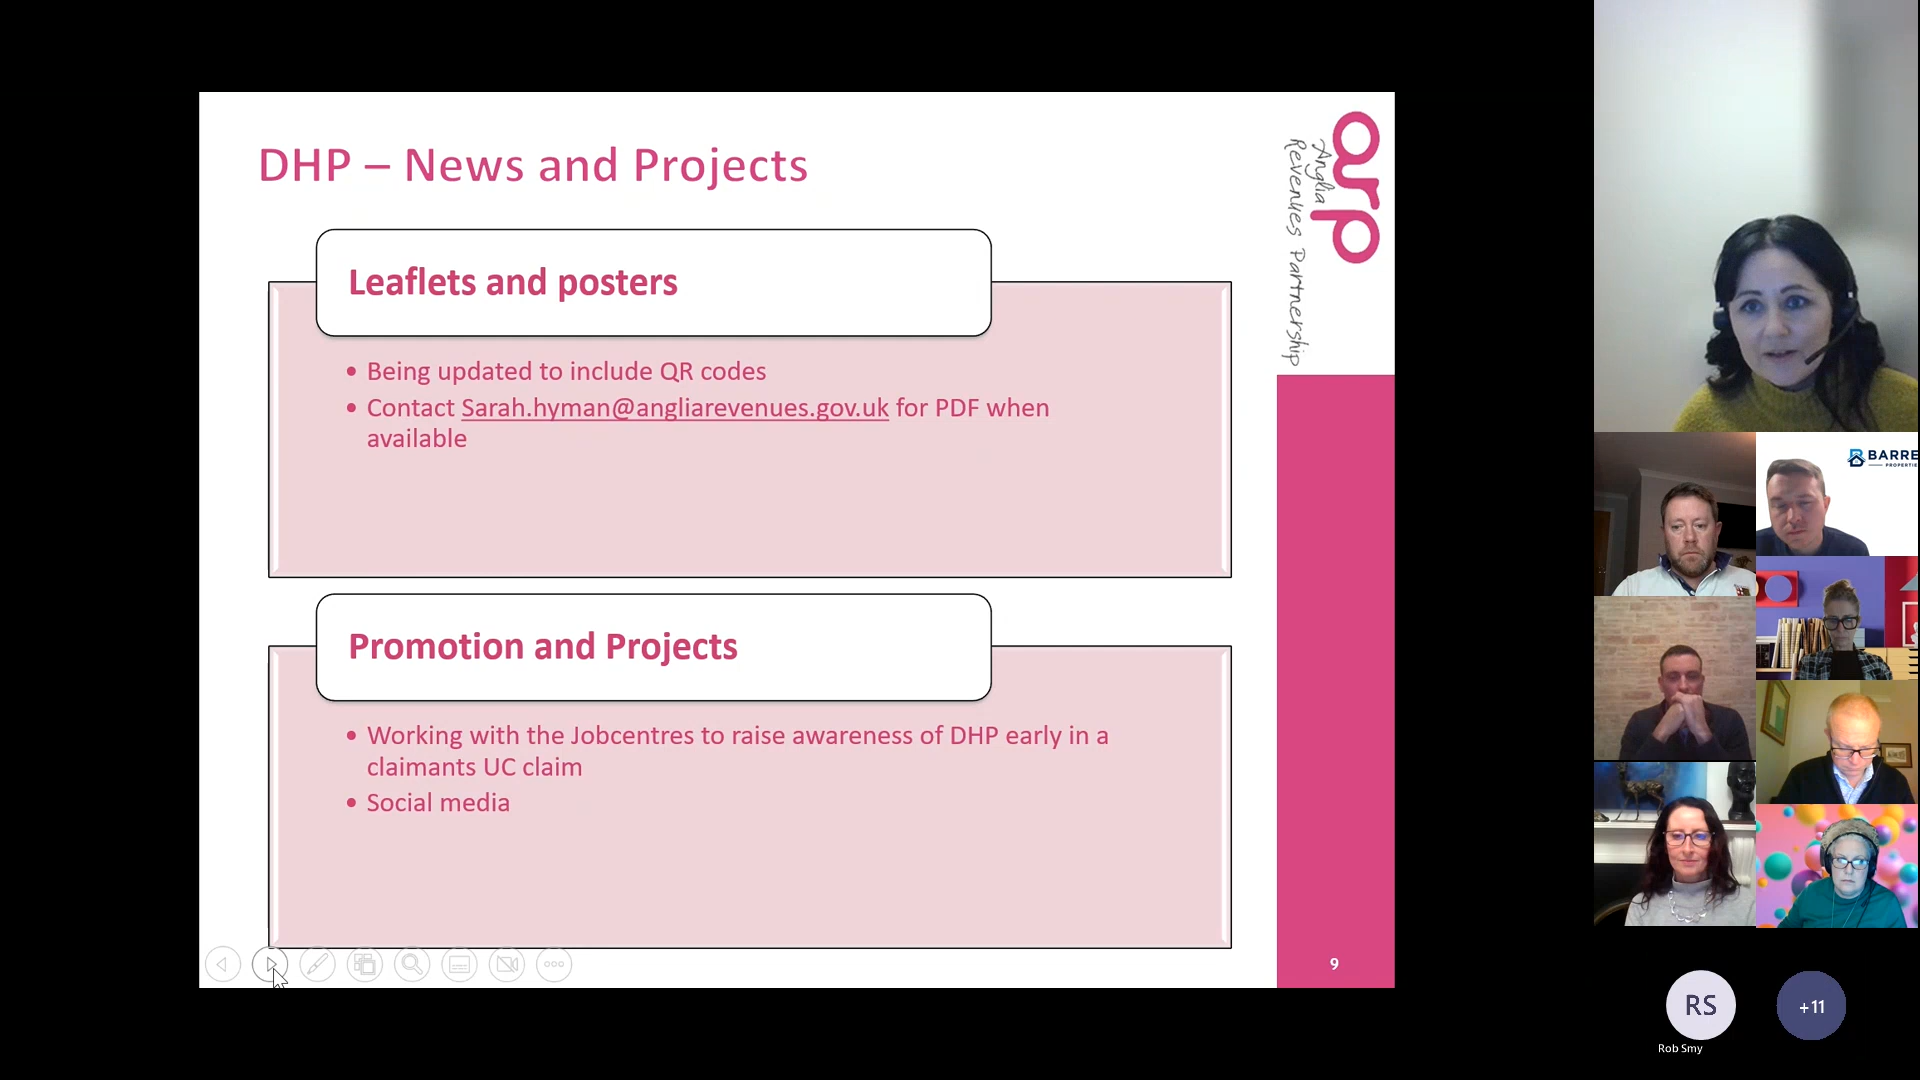 DHP – News and Projects
Leaflets and posters
• Being updated to include QR codes
• Contact Sarah.hyman@angliarevenues.gov.uk for PDF when
available
Promotion and Projects
• Working with the Jobcentres to raise awareness of DHP early in a
claimants UC claim
• Social media
arp
Anglia
Revenues Partnership
9
BARRE
PROPERTIE
RS
+11
Rob Smy